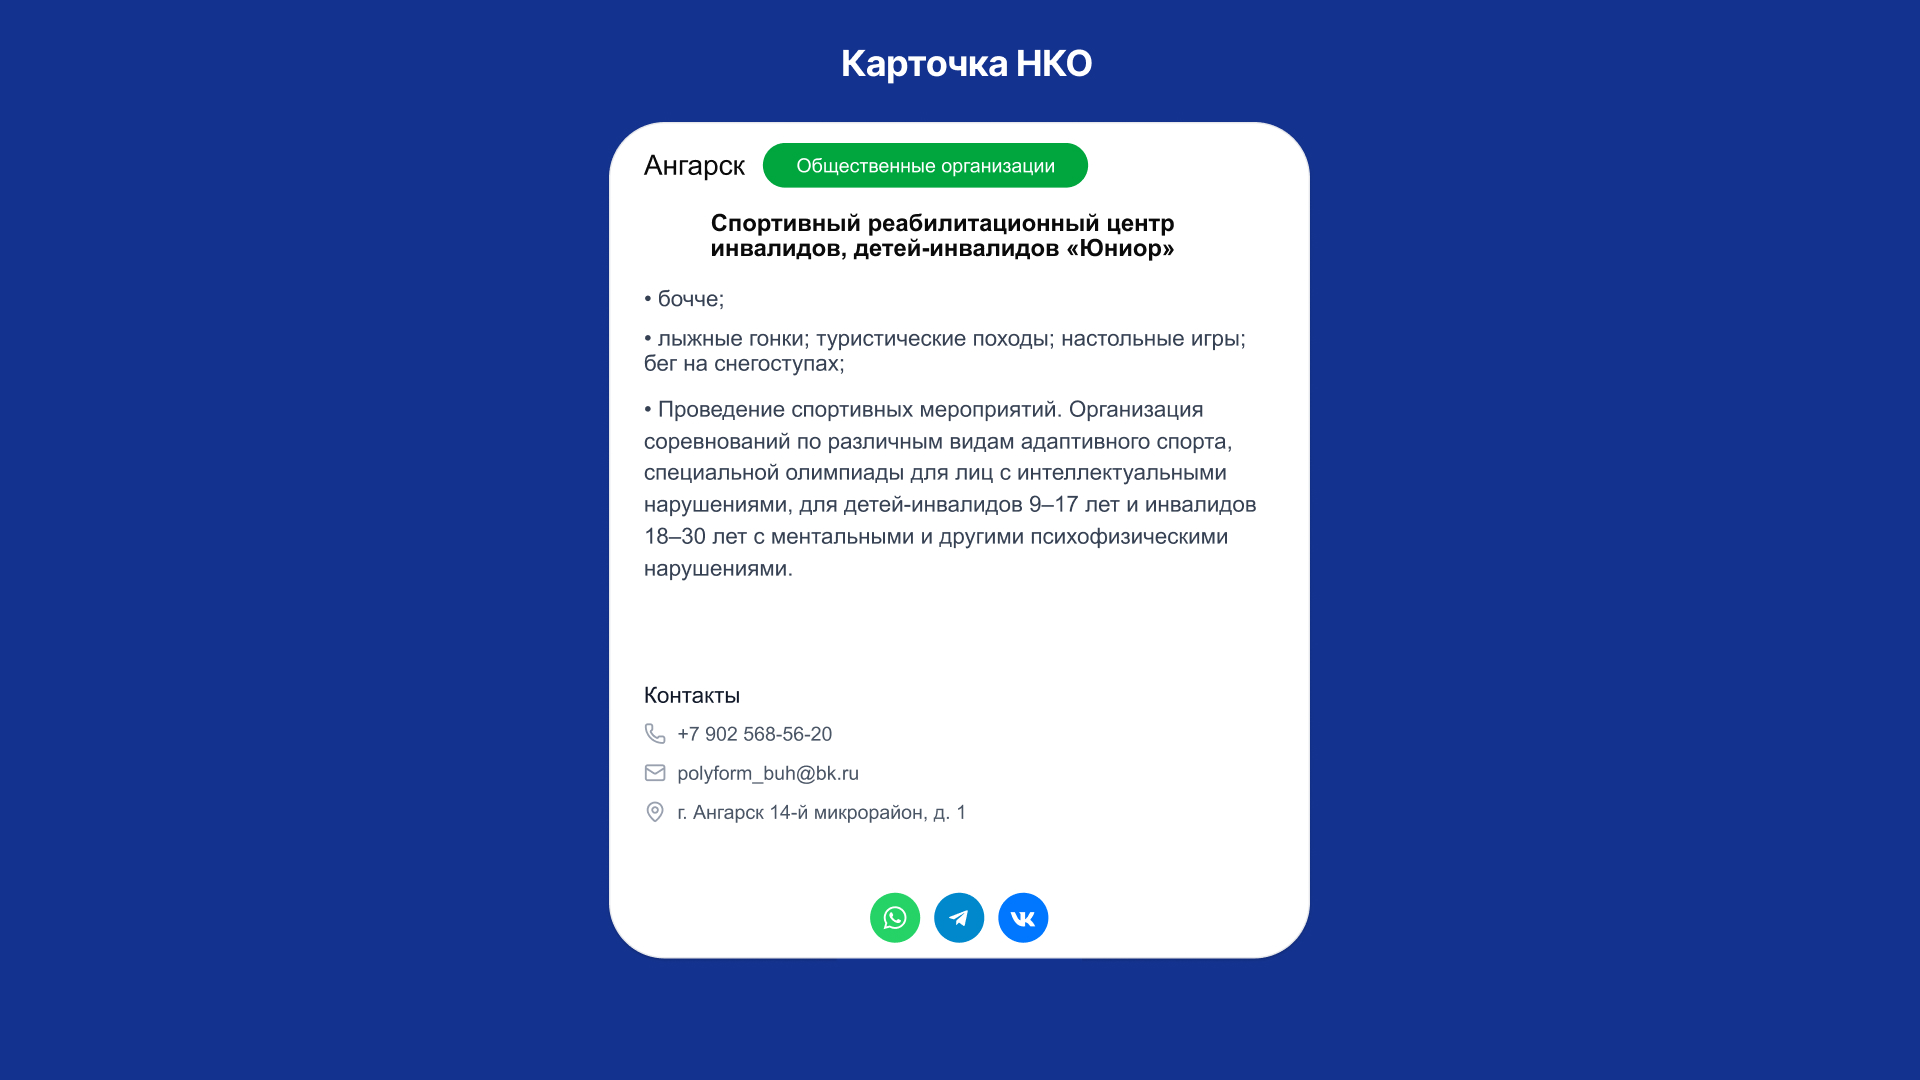 Карточка НКО
Ангарск
Общественные организации
Спортивный реабилитационный центр
инвалидов, детей-инвалидов «Юниор»
• бочче;
• лыжные гонки; туристические походы; настольные игры;
бег на снегоступах;
• Проведение спортивных мероприятий. Организация
соревнований по различным видам адаптивного спорта,
специальной олимпиады для лиц с интеллектуальными
нарушениями, для детей-инвалидов 9–17 лет и инвалидов
18–30 лет с ментальными и другими психофизическими
нарушениями.
Контакты
+7 902 568-56-20
polyform_buh@bk.ru
г. Ангарск 14-й микрорайон, д. 1